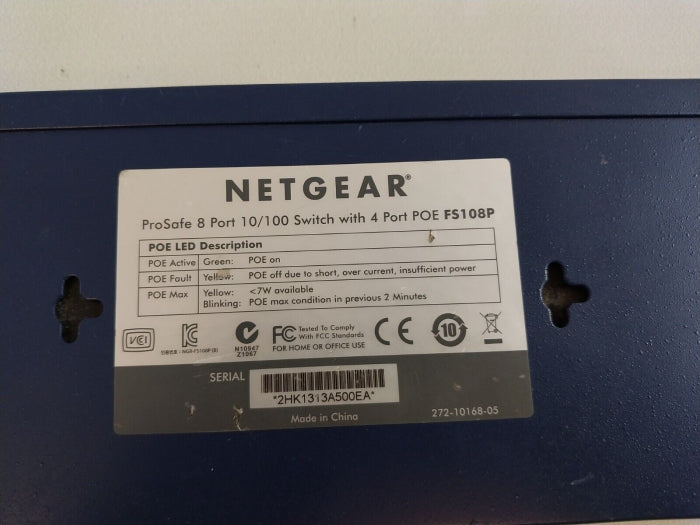 NETGEAR®
ProSafe 8 Port 10/100 Switch with 4 Port POE FS108P
POE LED Description
POE Active Green: POE on
POE Fault Yellow: POE off due to short, over current, insufficient power
POE Max Yellow: <7W available
Blinking: POE max condition in previous 2 Minutes
VCI
N10947
Z1067
FC Tested To Comply
With FCC Standards
FOR HOME OR OFFICE USE
CE
10
SERIAL
*2HK1313A500EA*
Made in China
272-10168-05